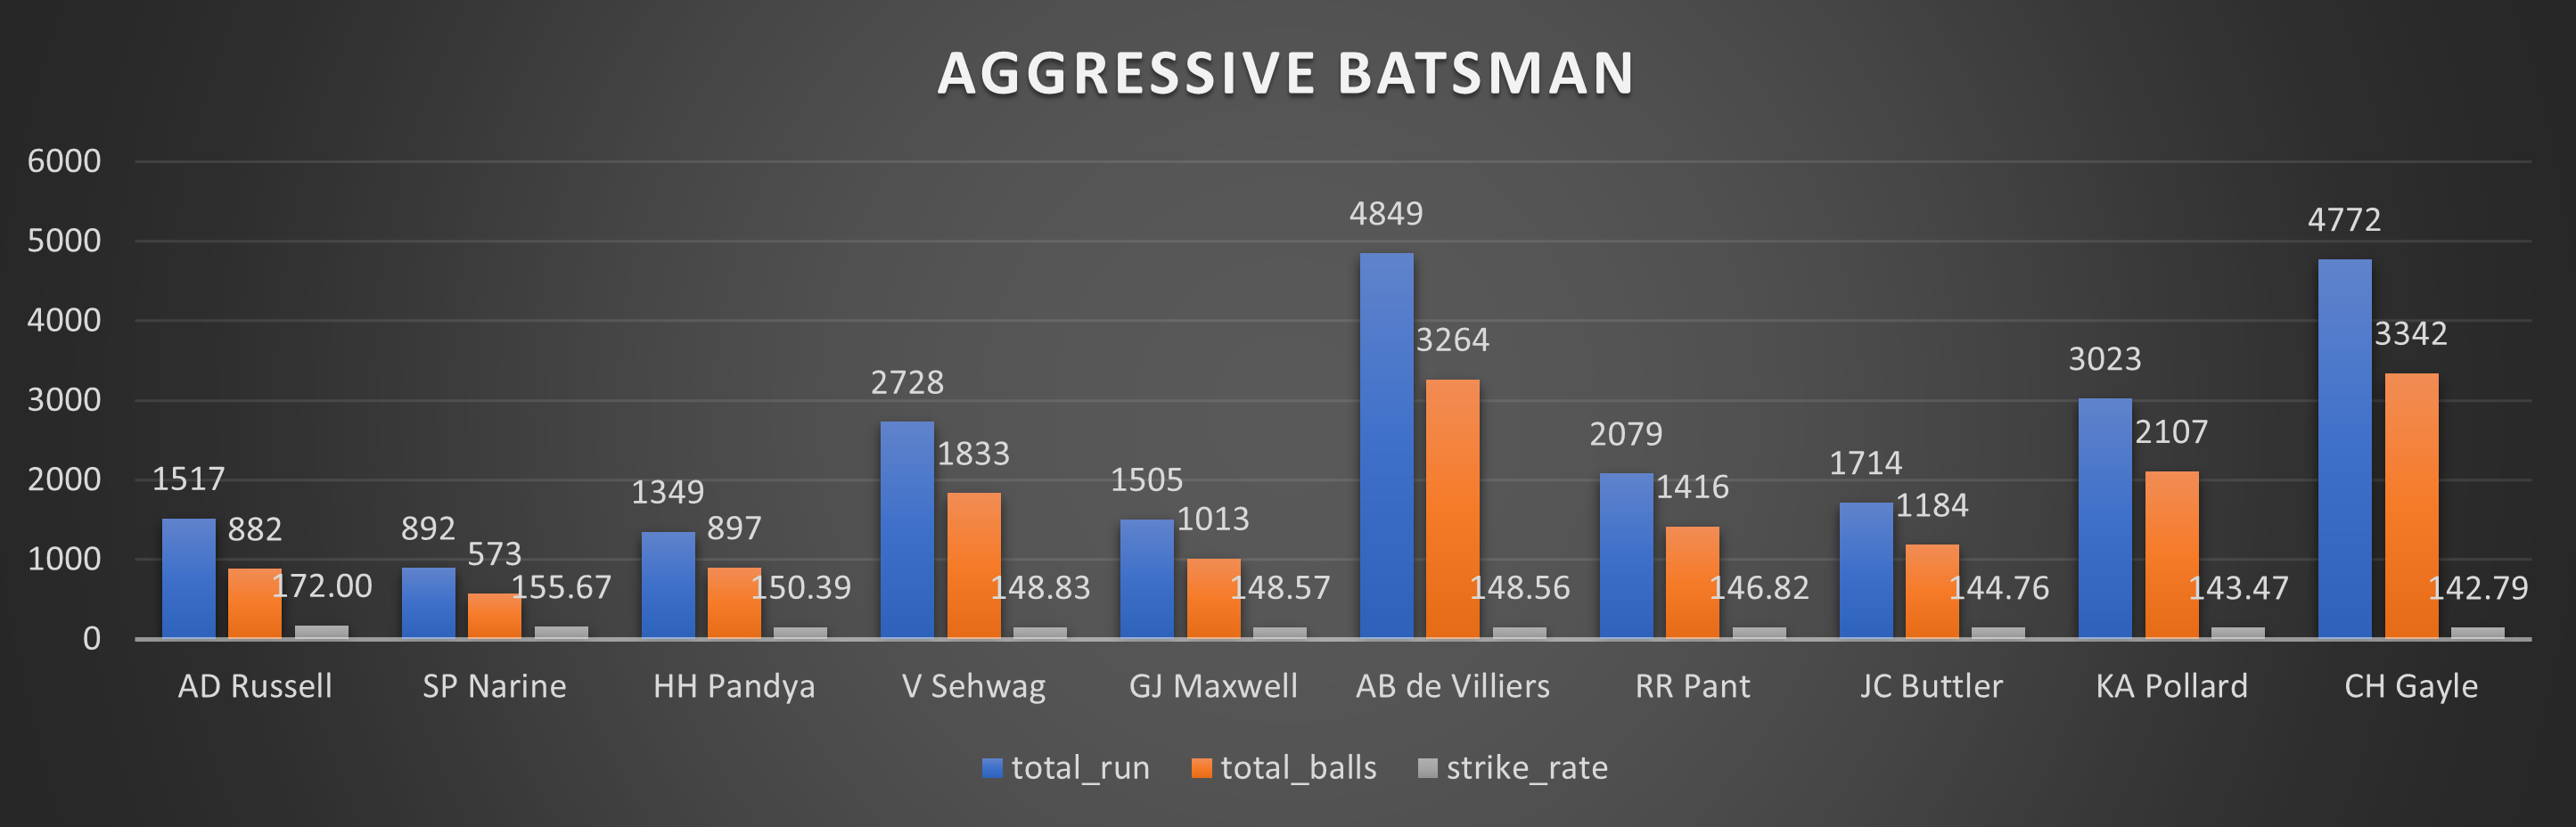 AGGRESSIVE BATSMAN
6000
5000
4000
3000
2000
1000
0
1517 882 172.00
892 573 155.67
1349 897 150.39
2728 1833 148.83
1505 1013 148.57
4849 3264 148.56
2079 1416 146.82
1714 1184 144.76
3023 2107 143.47
4772 3342 142.79
AD Russell SP Narine HH Pandya V Sehwag GJ Maxwell AB de Villiers RR Pant JC Buttler KA Pollard CH Gayle
total_run total_balls strike_rate